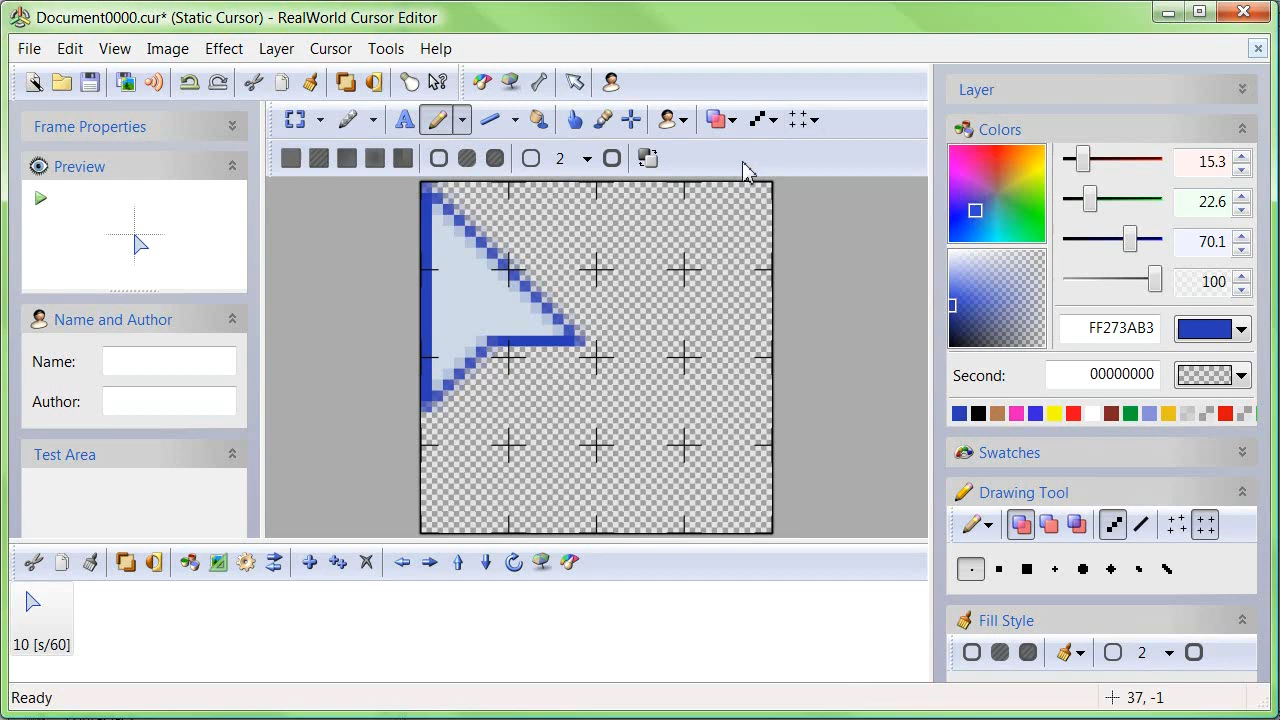 Document0000.cur* (Static Cursor) - RealWorld Cursor Editor
File Edit View Image Effect Layer Cursor Tools Help
Frame Properties
Preview
Name and Author
Name:
Author:
Test Area
2
10 [s/60]
Layer
Colors
15.3
22.6
70.1
100
FF273AB3
Second: 00000000
Swatches
Drawing Tool
Fill Style
2
Ready
37, -1